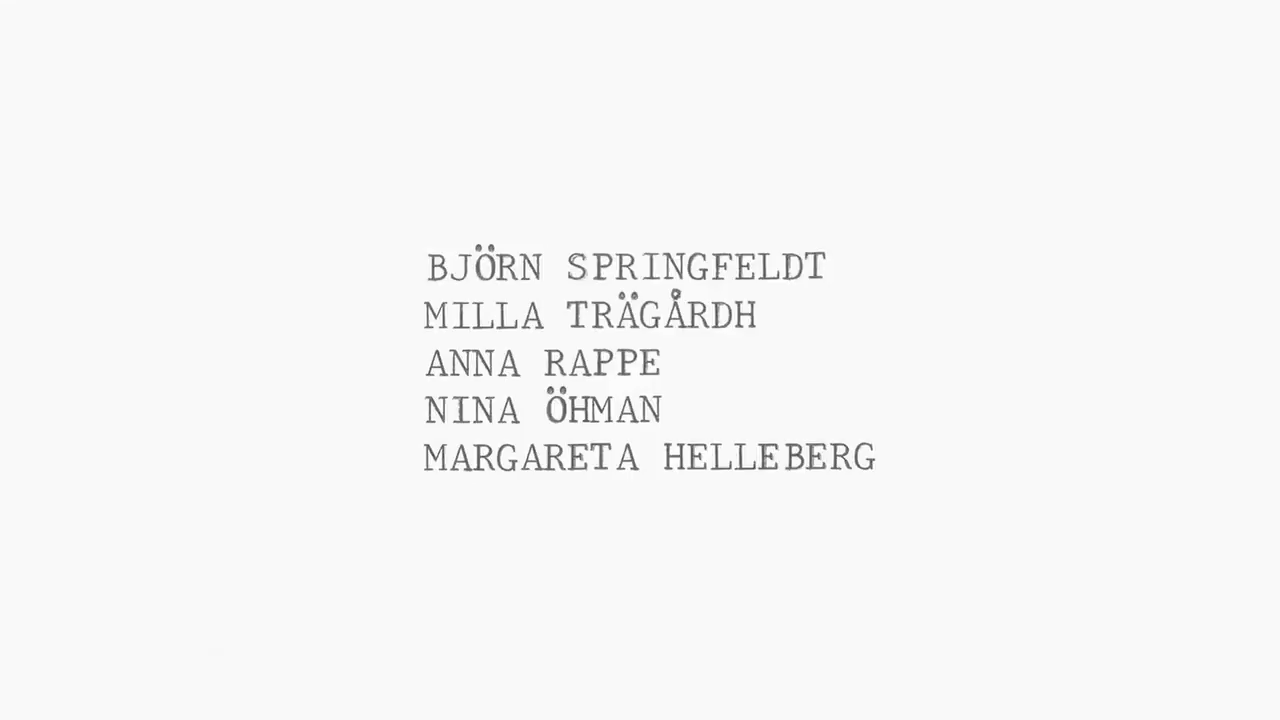 BJÖRN SPRINGFELDT
MILLA TRÄGÅRDH
ANNA RAPPE
NINA ÖHMAN
MARGARETA HELLEBERG